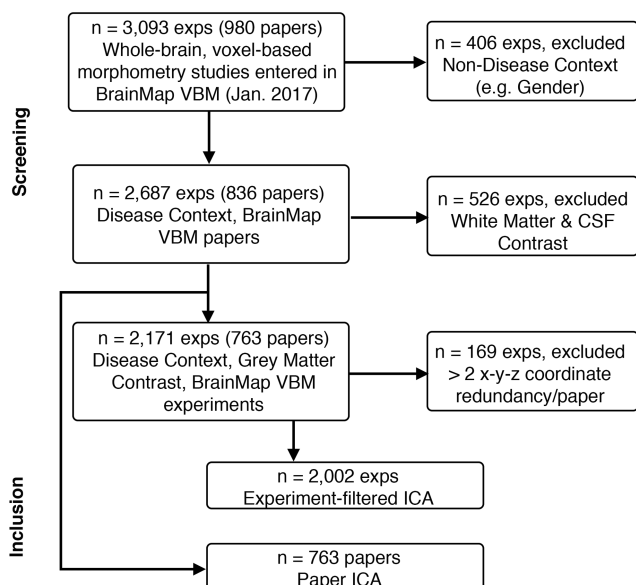 n = 3,093 exps (980 papers)
Whole-brain, voxel-based
morphometry studies entered in
BrainMap VBM (Jan. 2017)
n = 406 exps, excluded
Non-Disease Context
(e.g. Gender)
Screening
n = 2,687 exps (836 papers)
Disease Context, BrainMap
VBM papers
n = 526 exps, excluded
White Matter & CSF
Contrast
n = 2,171 exps (763 papers)
Disease Context, Grey Matter
Contrast, BrainMap VBM
experiments
n = 169 exps, excluded
> 2 x-y-z coordinate
redundancy/paper
Inclusion
n = 2,002 exps
Experiment-filtered ICA
n = 763 papers
Paper ICA